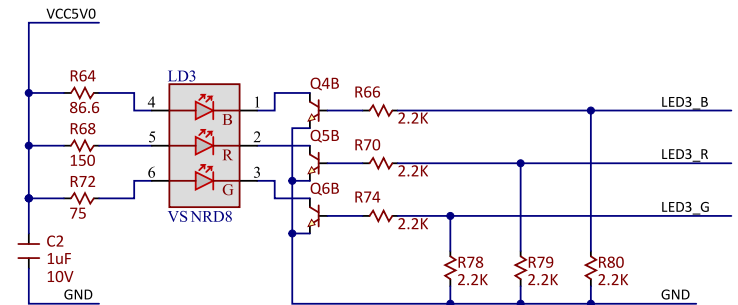 VCC5V0
R64
86.6
R68
150
R72
75
C2
1uF
10V
GND
LD3
4
5
6
B
R
G
1
2
3
VS NRD8
Q4B
Q5B
Q6B
R66
2.2K
R70
2.2K
R74
2.2K
LED3_B
LED3_R
LED3_G
R78
2.2K
R79
2.2K
R80
2.2K
GND